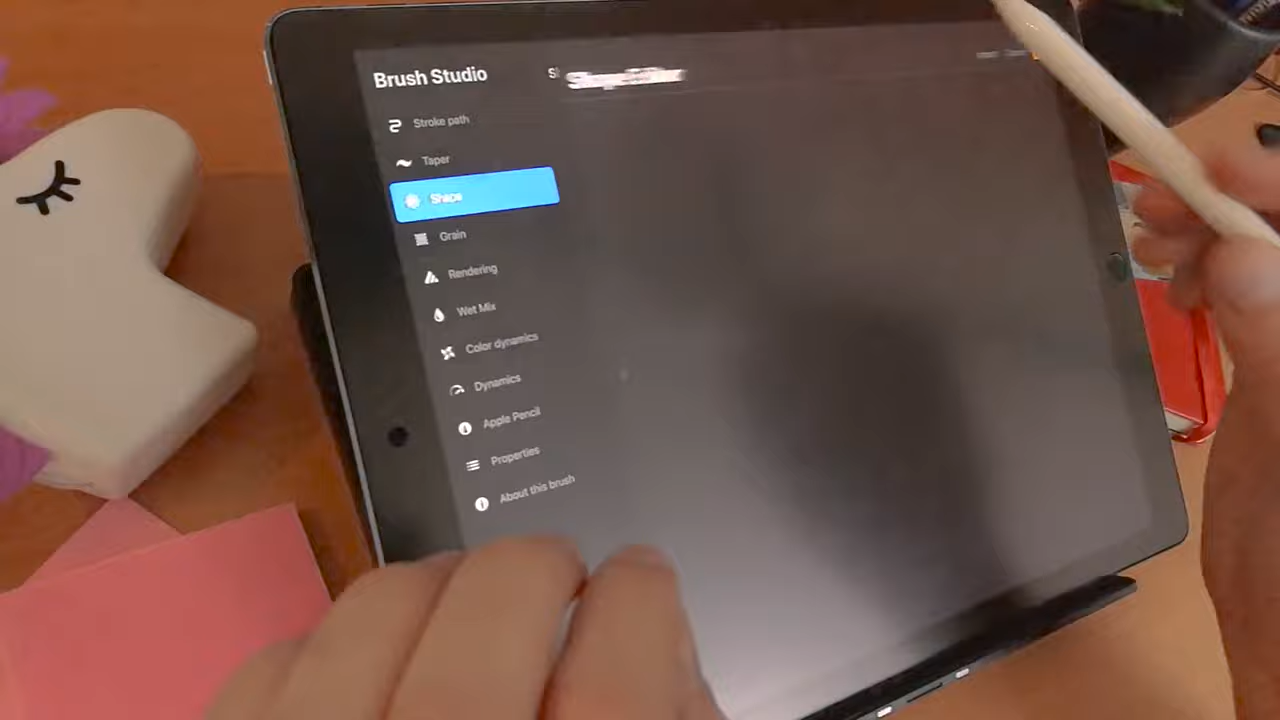 Brush Studio
Stroke path
Taper
Shape
Grain
Rendering
Wet Mix
Color dynamics
Dynamics
Apple Pencil
Properties
About this brush